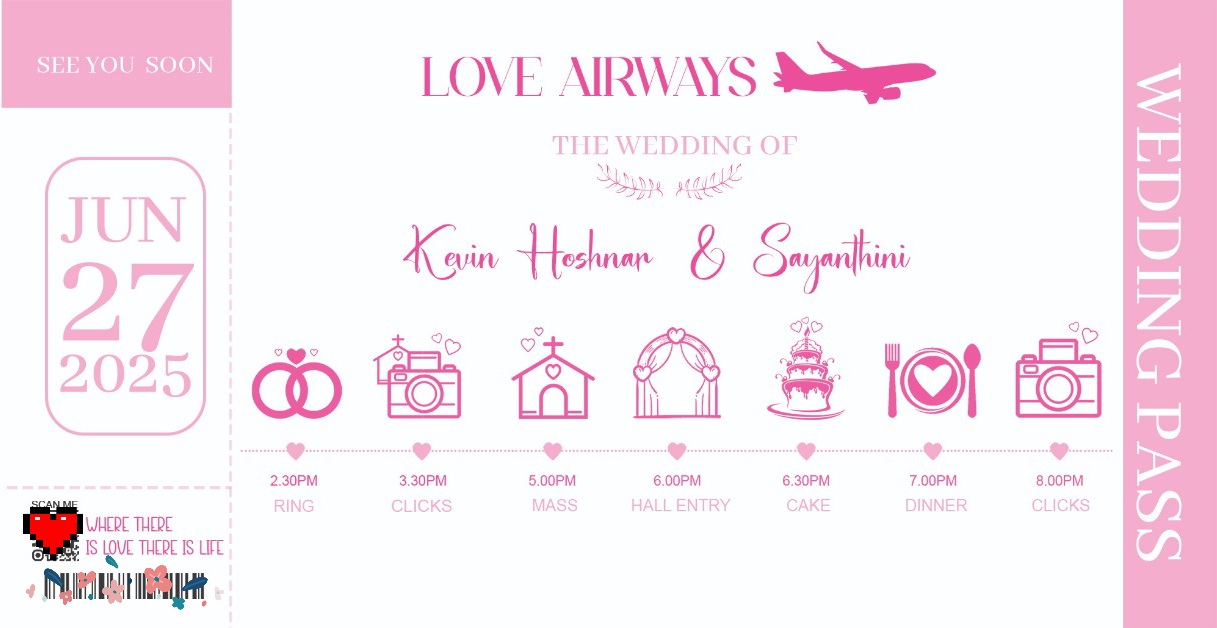 SEE YOU SOON
JUN
27
2025
SCAN ME
WHERE THERE
IS LOVE THERE IS LIFE
LOVE AIRWAYS
THE WEDDING OF
Kevin Hoshnar & Sayanthini
2.30PM 3.30PM 5.00PM 6.00PM 6.30PM 7.00PM 8.00PM
RING CLICKS MASS HALL ENTRY CAKE DINNER CLICKS
WEDDING PASS